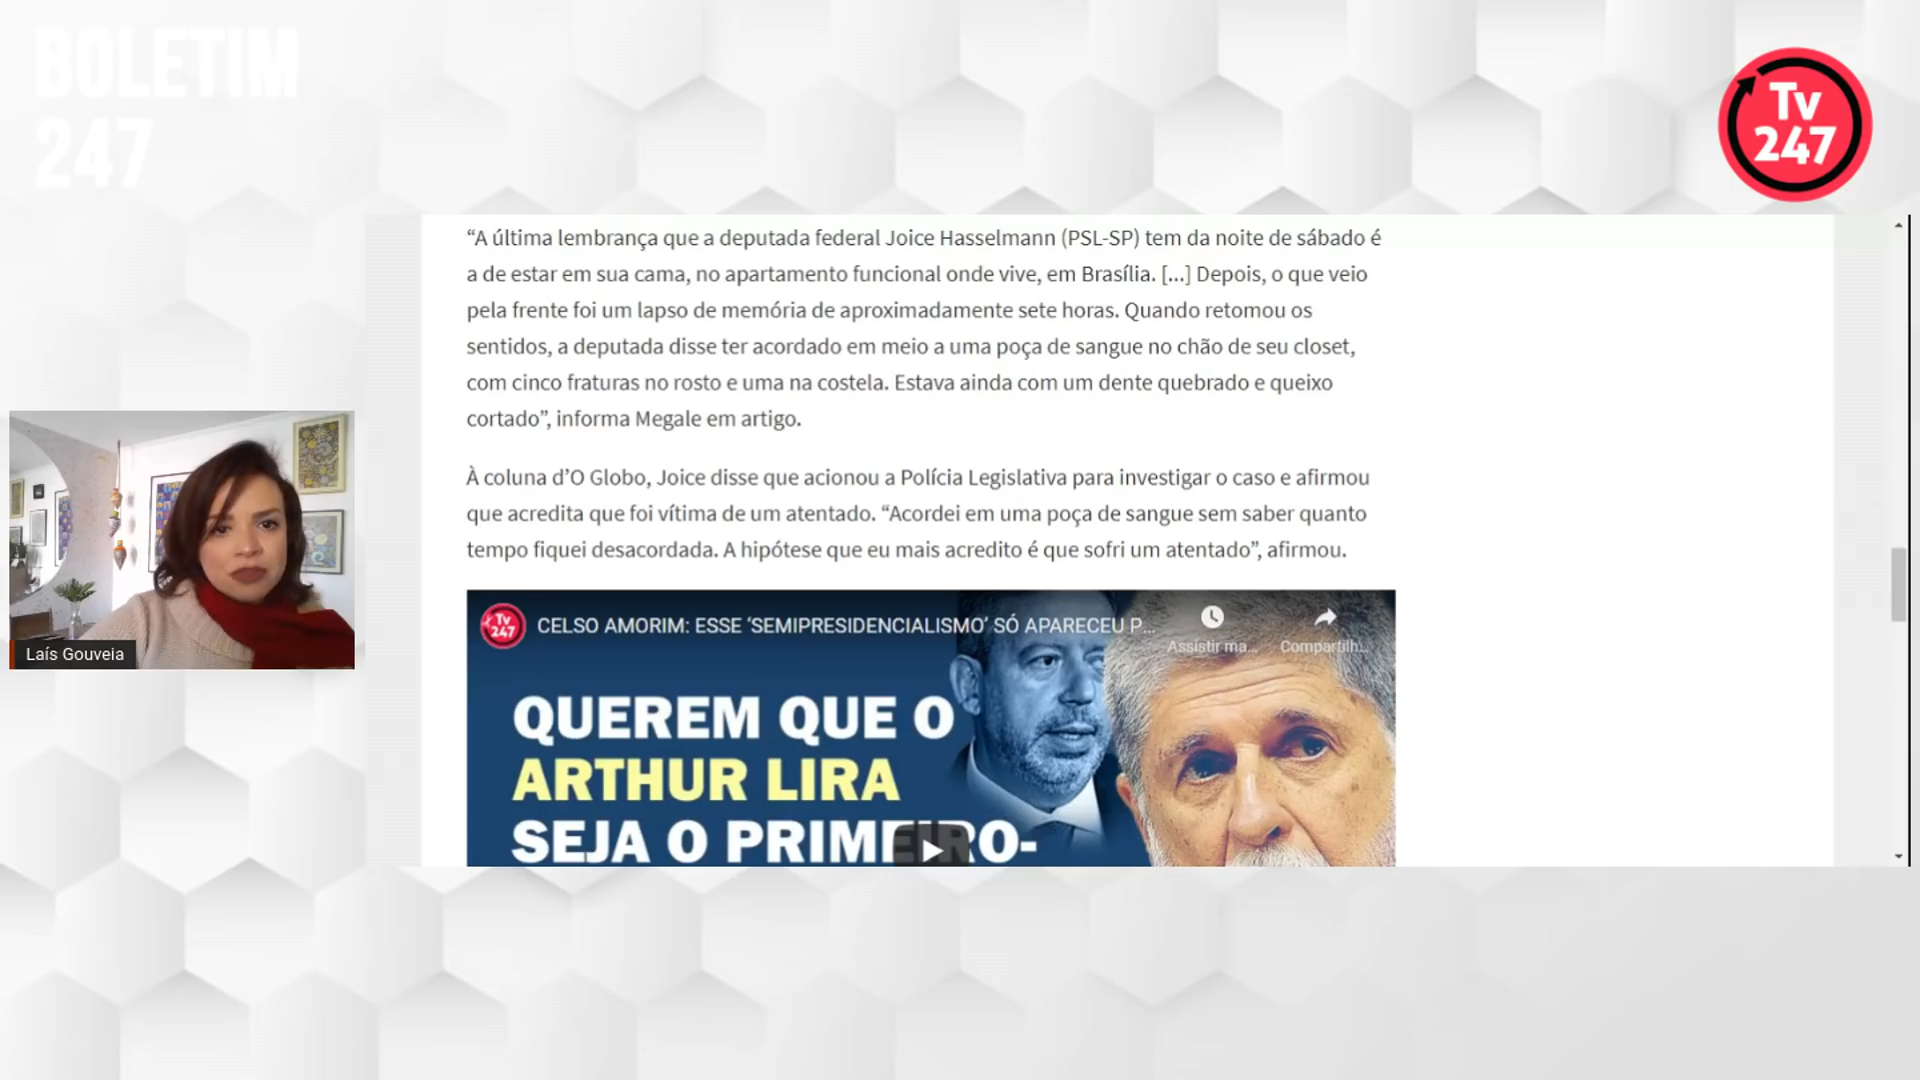 BOLETIM
247
Tv
247
“A última lembrança que a deputada federal Joice Hasselmann (PSL-SP) tem da noite de sábado é
a de estar em sua cama, no apartamento funcional onde vive, em Brasília. [...] Depois, o que veio
pela frente foi um lapso de memória de aproximadamente sete horas. Quando retomou os
sentidos, a deputada disse ter acordado em meio a uma poça de sangue no chão de seu closet,
com cinco fraturas no rosto e uma na costela. Estava ainda com um dente quebrado e queixo
cortado”, informa Megale em artigo.
À coluna d’O Globo, Joice disse que acionou a Polícia Legislativa para investigar o caso e afirmou
que acredita que foi vítima de um atentado. “Acordei em uma poça de sangue sem saber quanto
tempo fiquei desacordada. A hipótese que eu mais acredito é que sofri um atentado”, afirmou.
Laís Gouveia
Tv
247
CELSO AMORIM: ESSE ‘SEMIPRESIDENCIALISMO’ SÓ APARECEU P...
Assistir ma...
Compartilh...
QUEREM QUE O
ARTHUR LIRA
SEJA O PRIMEIRO-